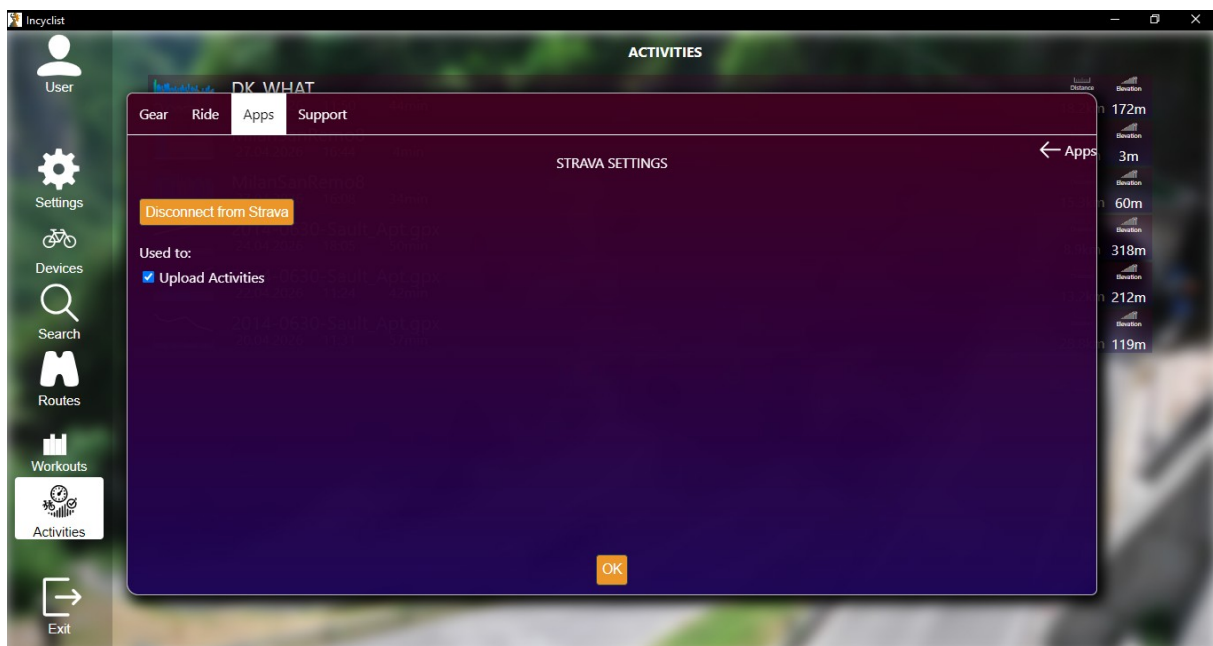 Incyclist
ACTIVITIES
User
DK_WHAT
Distance
Elevation
172m
Gear Ride Apps Support
Elevation
← Apps
3m
STRAVA SETTINGS
Elevation
Settings
60m
Disconnect from Strava
Elevation
318m
Used to:
Devices
Upload Activities
Elevation
212m
Search
Elevation
119m
Routes
Workouts
Activities
OK
Exit